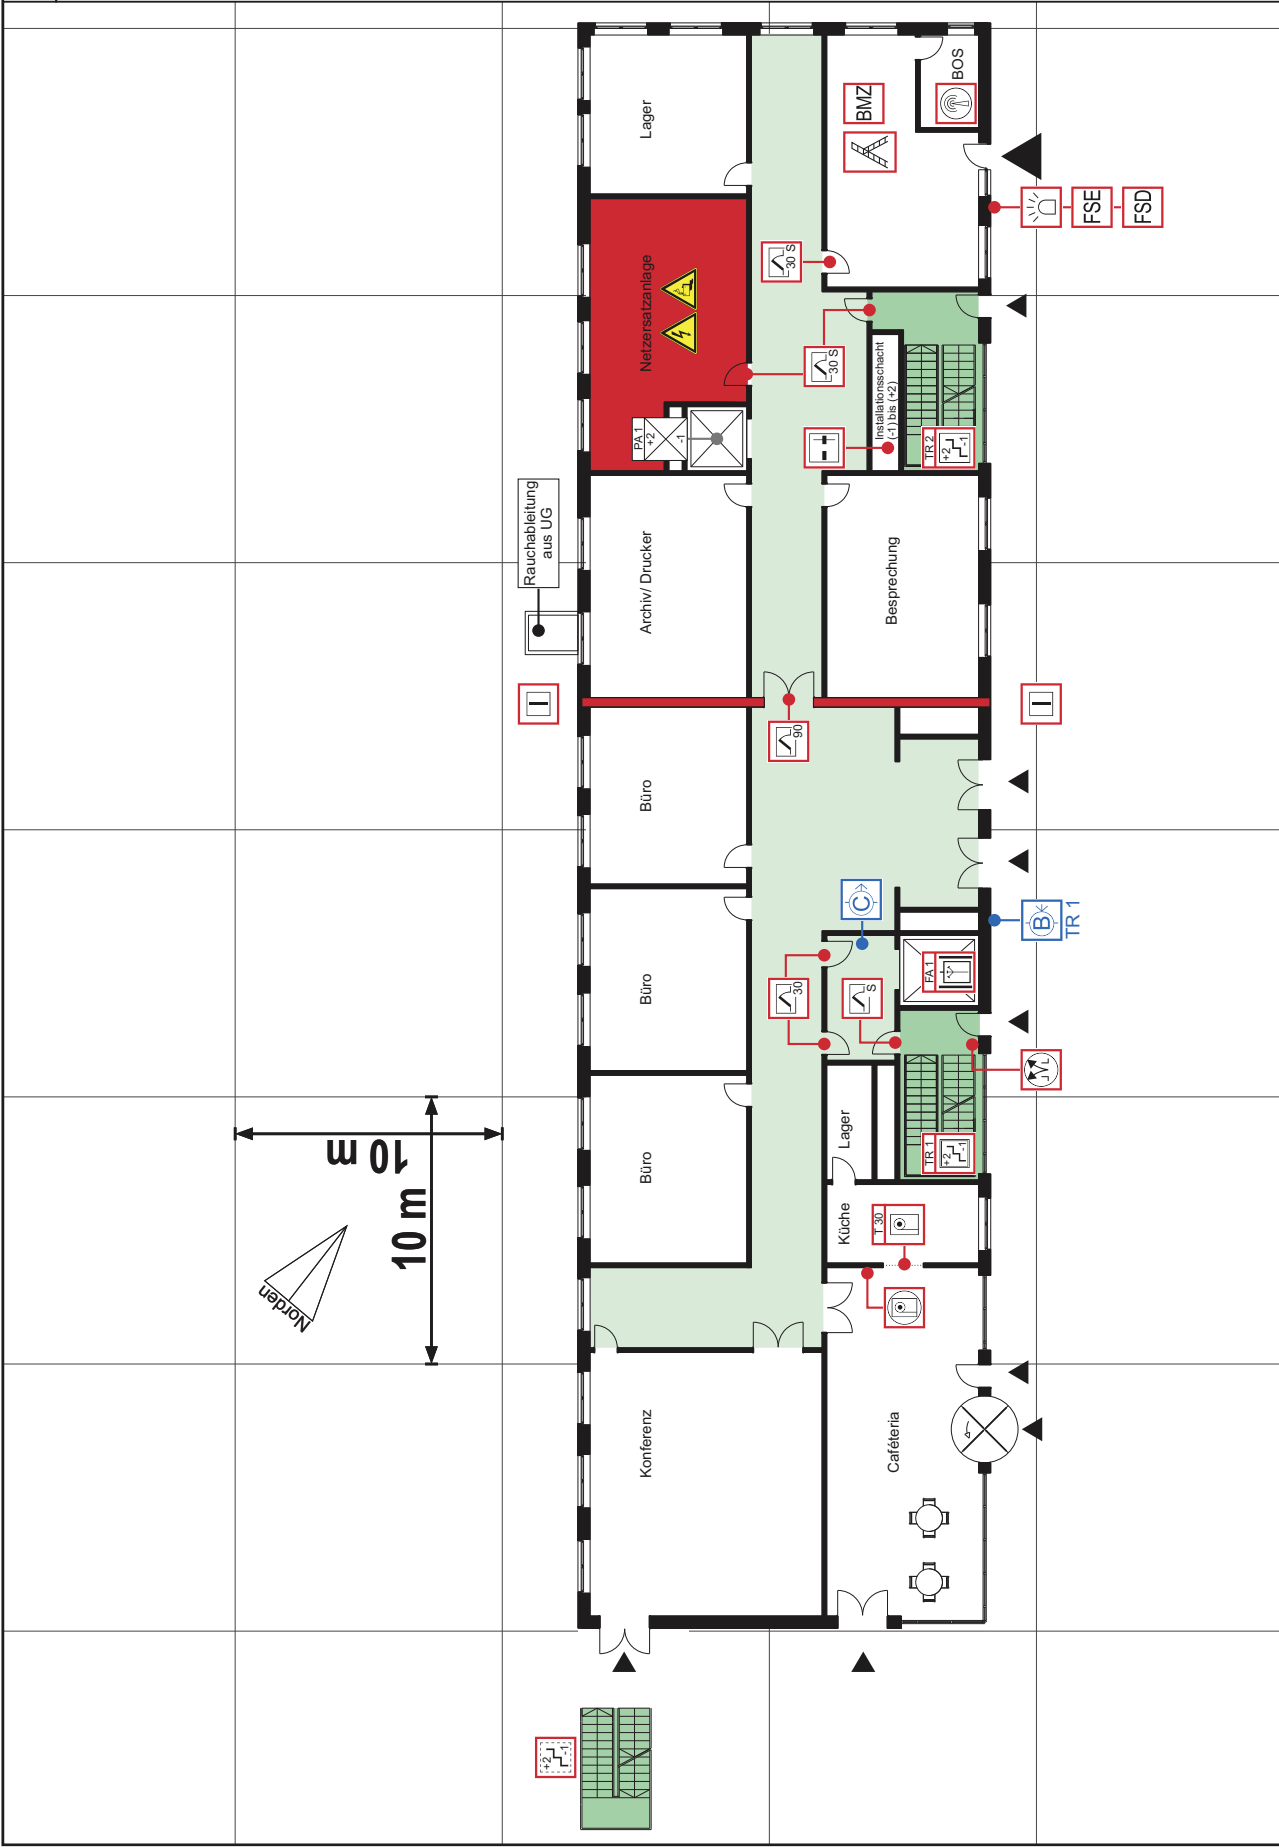 Lager
Netzersatzanlage
PA 1
+2
-1
Rauchableitung
aus UG
Archiv/ Drucker
Büro
Büro
Büro
Konferenz
BOS
BMZ
FSE
FSD
30 S
30 S
Installationsschacht
(-1) bis (+2)
TR 2
+2
-1
Besprechung
90
C
B
TR 1
30
S
FA 1
TR 1
+2
-1
Lager
Küche
T 30
Caféteria
10 m
10 m
Norden
+2
-1